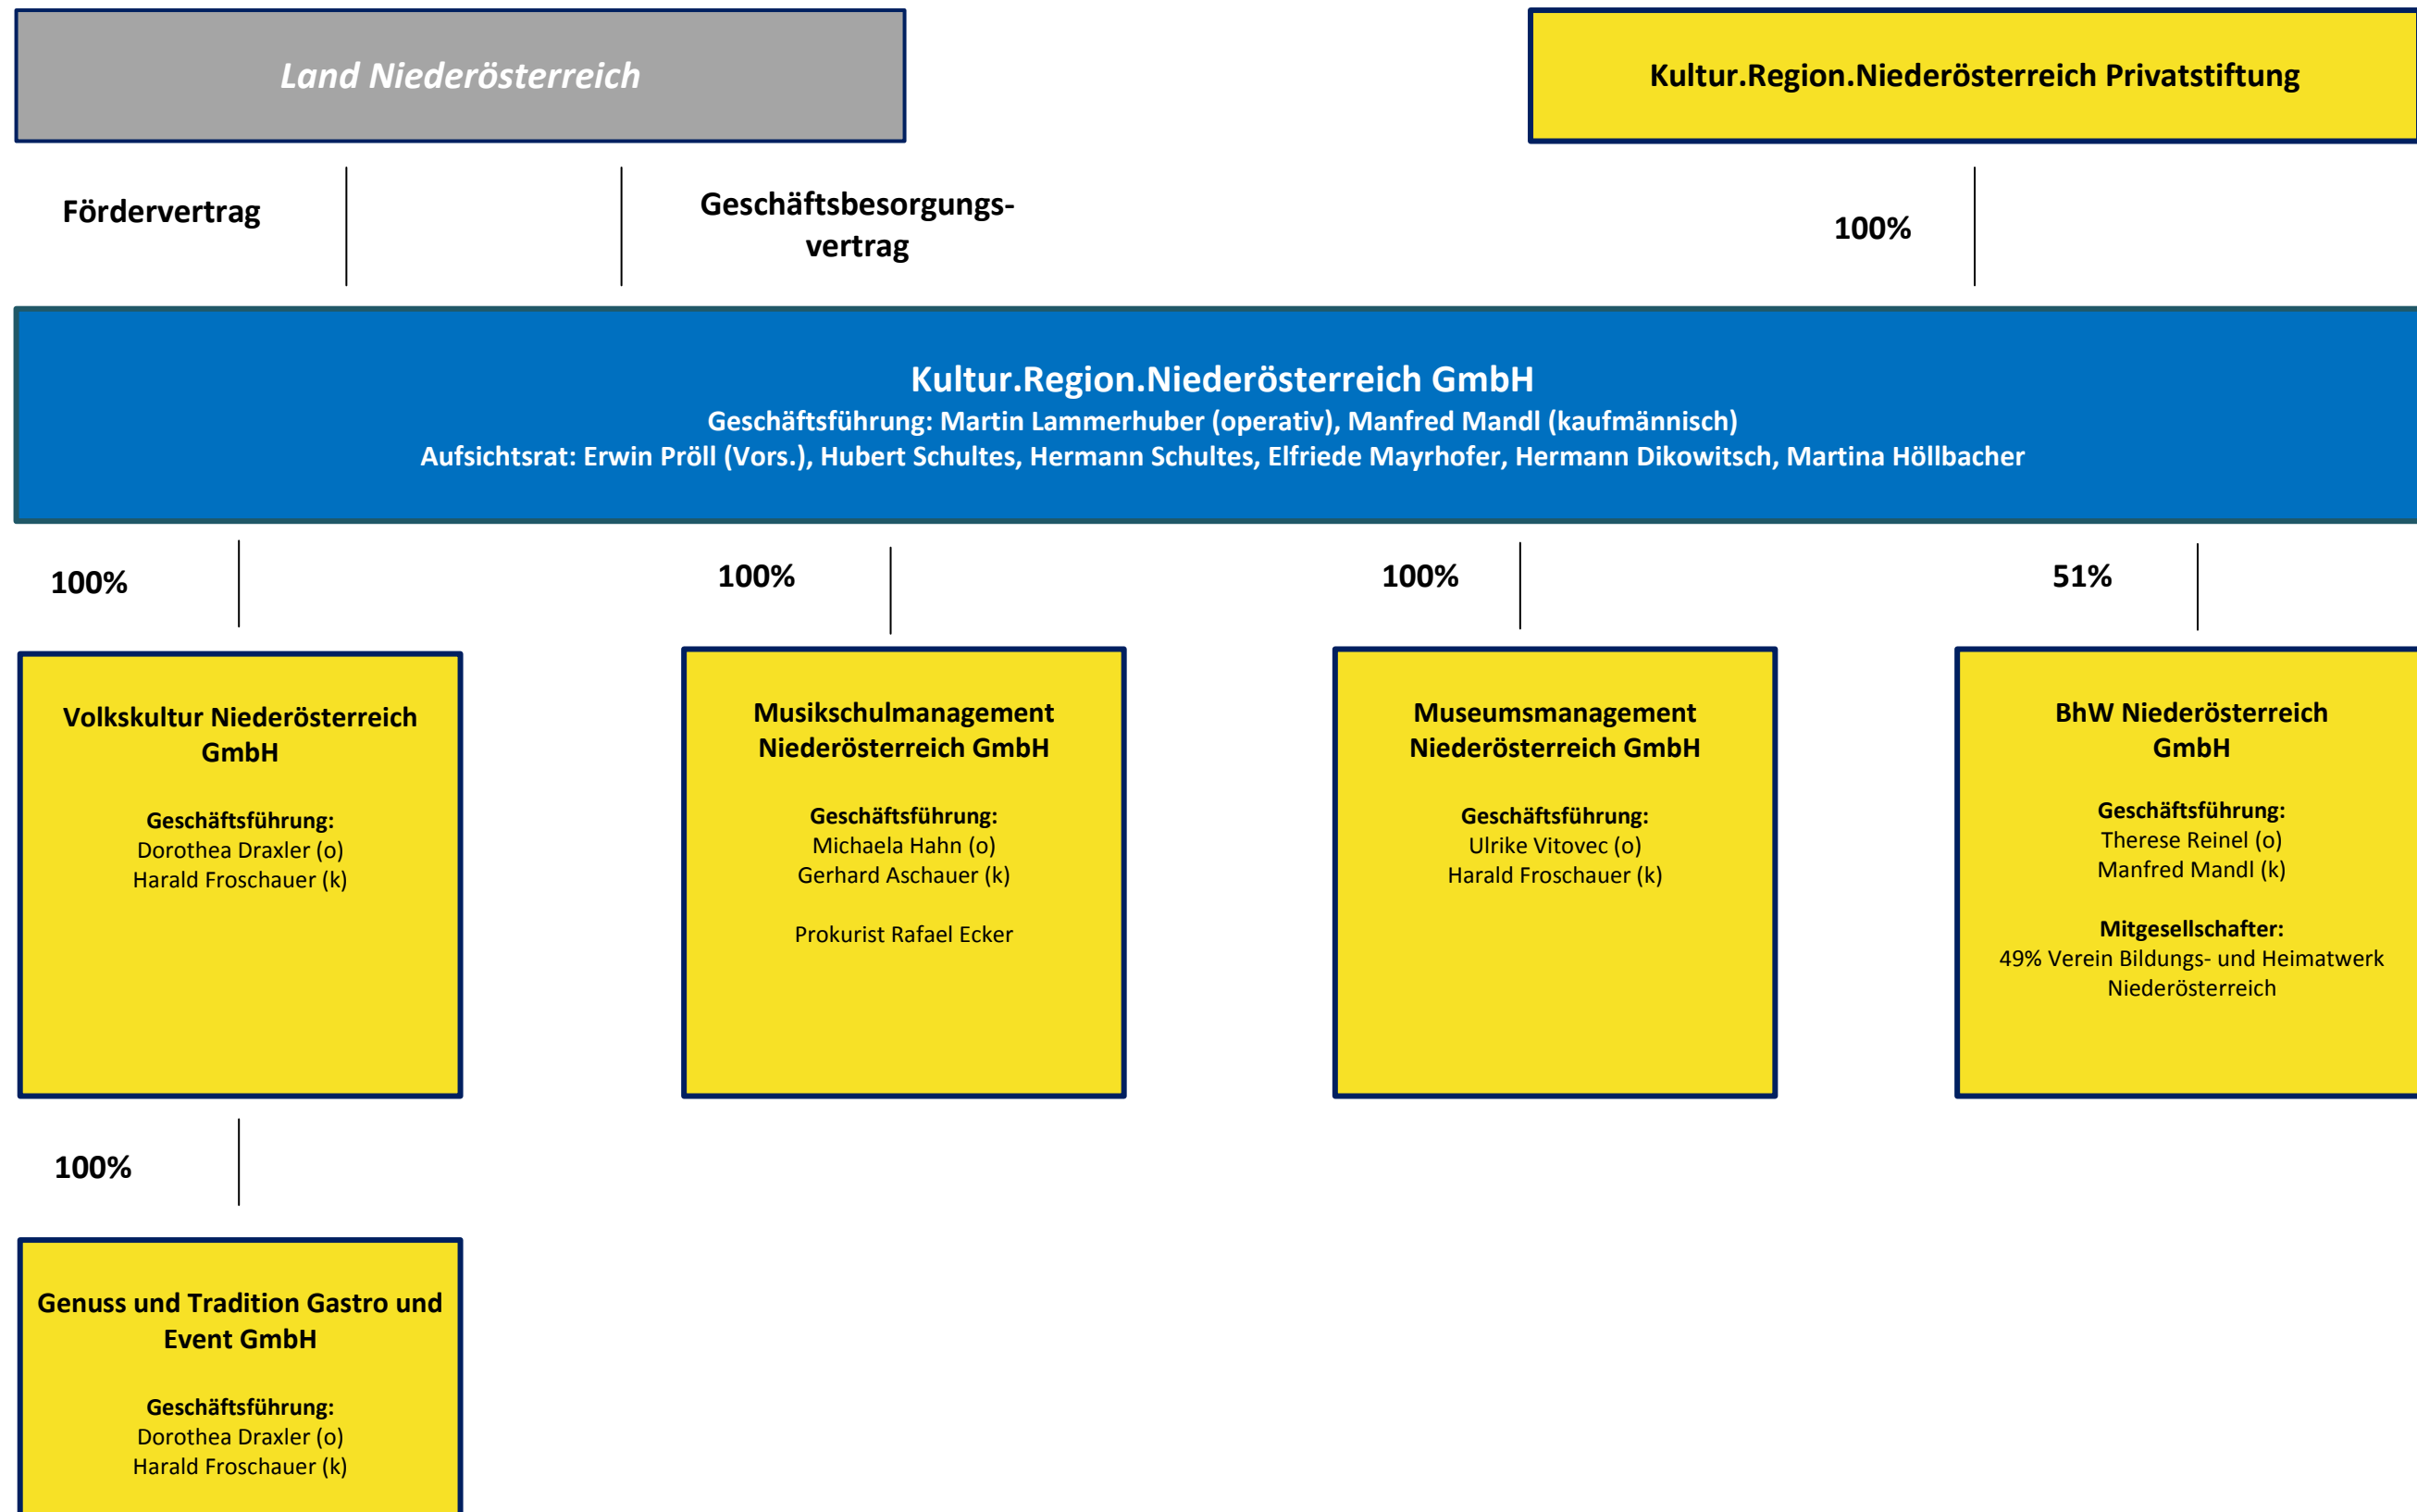 Land Niederösterreich
Kultur.Region.Niederösterreich Privatstiftung
Fördervertrag
Geschäftsbesorgungs-
vertrag
100%
Kultur.Region.Niederösterreich GmbH
Geschäftsführung: Martin Lammerhuber (operativ), Manfred Mandl (kaufmännisch)
Aufsichtsrat: Erwin Pröll (Vors.), Hubert Schultes, Hermann Schultes, Elfriede Mayrhofer, Hermann Dikowitsch, Martina Höllbacher
100%
100%
100%
51%
Volkskultur Niederösterreich
GmbH
Geschäftsführung:
Dorothea Draxler (o)
Harald Froschauer (k)
Musikschulmanagement
Niederösterreich GmbH
Geschäftsführung:
Michaela Hahn (o)
Gerhard Aschauer (k)
Prokurist Rafael Ecker
Museumsmanagement
Niederösterreich GmbH
Geschäftsführung:
Ulrike Vitovec (o)
Harald Froschauer (k)
BhW Niederösterreich
GmbH
Geschäftsführung:
Therese Reinel (o)
Manfred Mandl (k)
Mitgesellschafter:
49% Verein Bildungs- und Heimatwerk
Niederösterreich
100%
Genuss und Tradition Gastro und
Event GmbH
Geschäftsführung:
Dorothea Draxler (o)
Harald Froschauer (k)